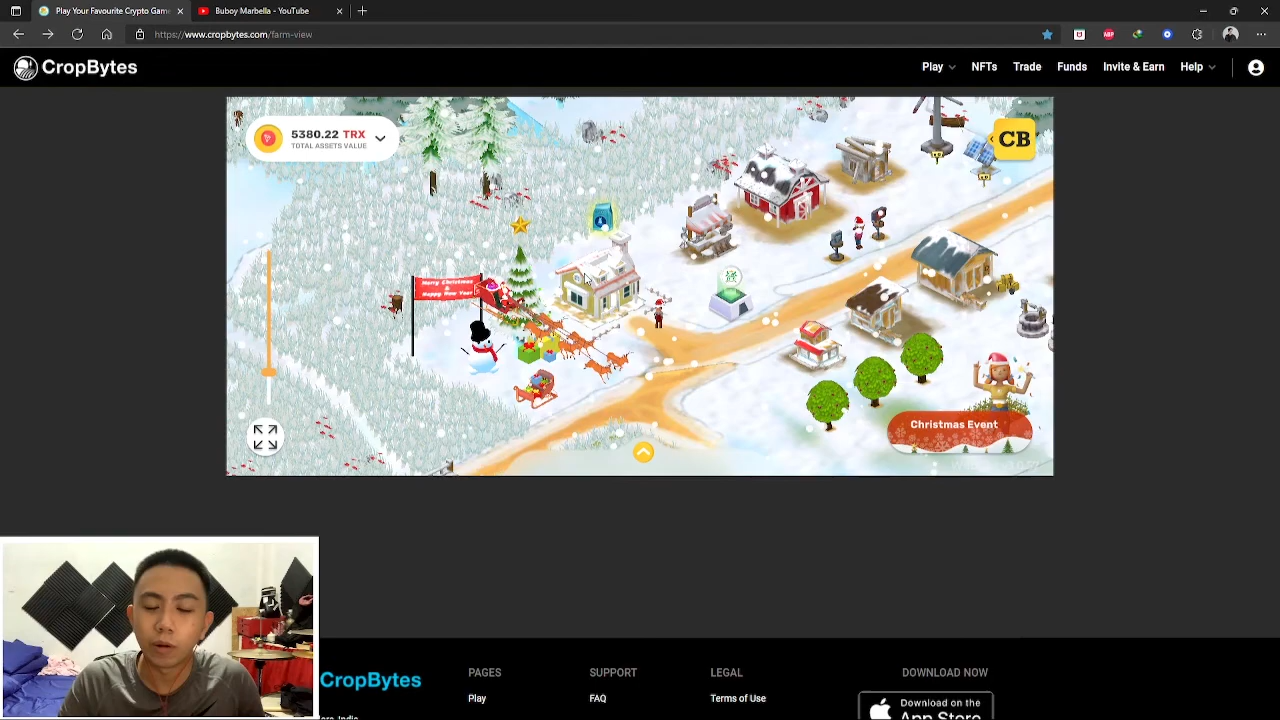 Play Your Favourite Crypto Gam
Buboy Marbella - YouTube
https://www.cropbytes.com/farm-view
ABP
CropBytes
Play
NFTs
Trade
Funds
Invite & Earn
Help
5380.22 TRX
TOTAL ASSETS VALUE
CB
Merry Christmas
&
Happy New Year
Christmas Event
CropBytes
PAGES
SUPPORT
LEGAL
DOWNLOAD NOW
Play
FAQ
Terms of Use
Download on the
App Store